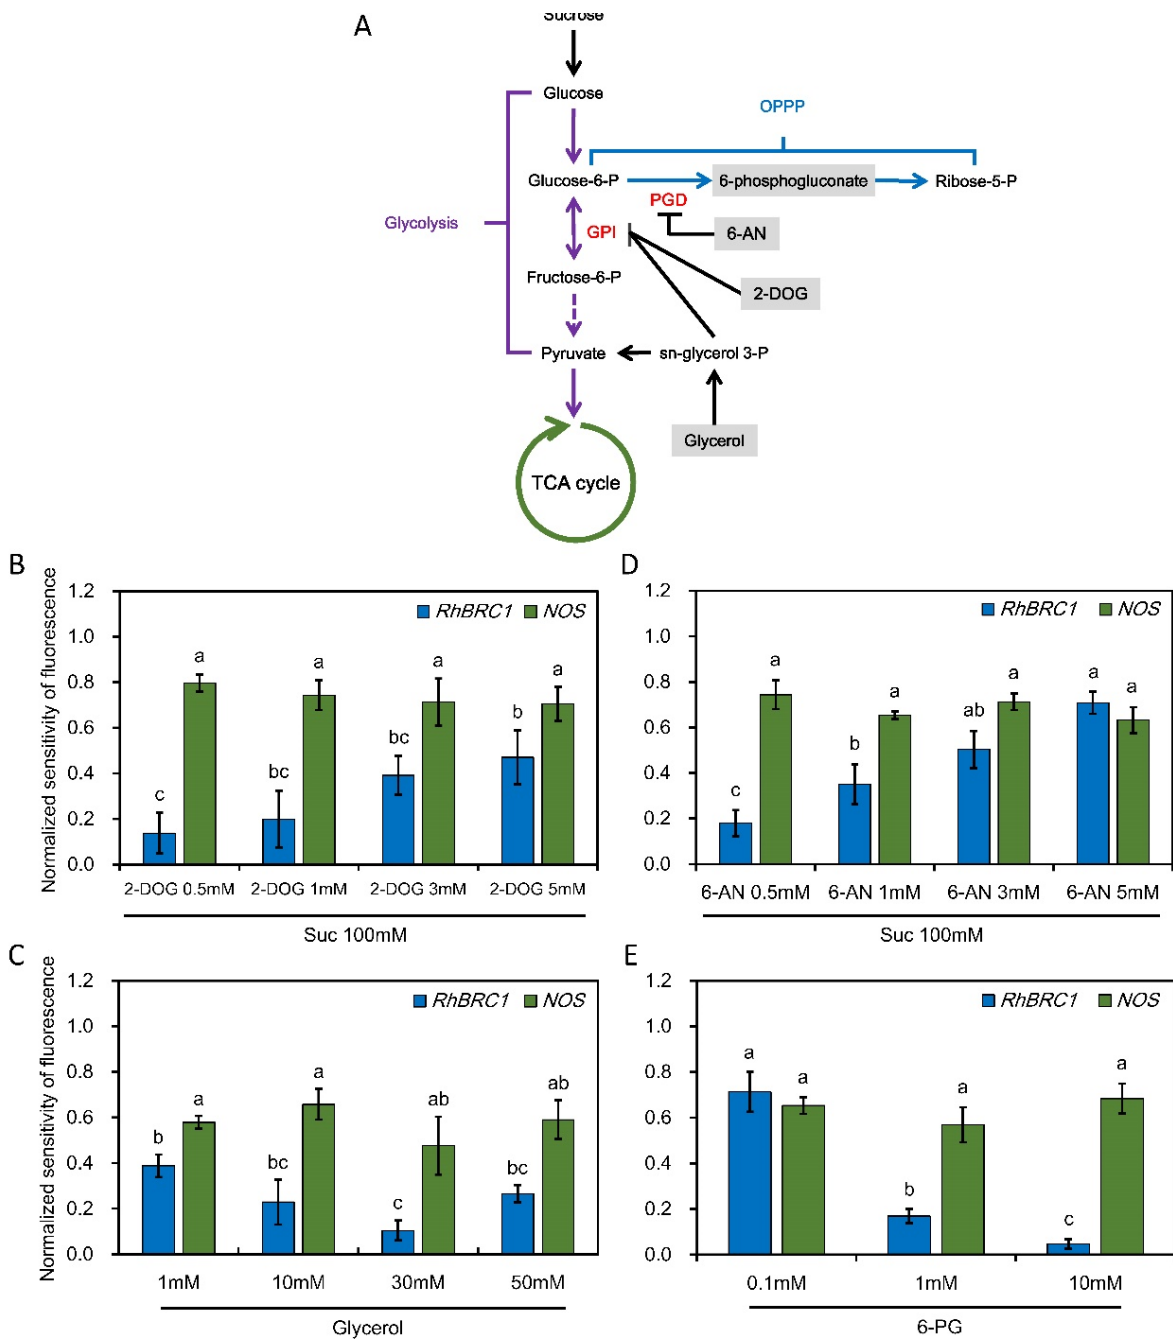 A
Sucrose
Glucose
OPPP
Glucose-6-P
6-phosphogluconate
Ribose-5-P
PGD
Glycolysis
GPI
6-AN
Fructose-6-P
2-DOG
Pyruvate
sn-glycerol 3-P
Glycerol
TCA cycle
B
Normalized sensitivity of fluorescence
1.2
1.0
0.8
0.6
0.4
0.2
0.0
RhBRC1
NOS
c
a
bc
a
bc
a
b
a
2-DOG 0.5mM
2-DOG 1mM
2-DOG 3mM
2-DOG 5mM
Suc 100mM
D
1.2
1.0
0.8
0.6
0.4
0.2
0.0
RhBRC1
NOS
c
a
b
a
ab
a
a
a
6-AN 0.5mM
6-AN 1mM
6-AN 3mM
6-AN 5mM
Suc 100mM
C
Normalized sensitivity of fluorescence
1.2
1.0
0.8
0.6
0.4
0.2
0.0
RhBRC1
NOS
b
a
bc
a
c
ab
bc
ab
1mM
10mM
30mM
50mM
Glycerol
E
1.2
1.0
0.8
0.6
0.4
0.2
0.0
RhBRC1
NOS
a
a
b
a
c
a
0.1mM
1mM
10mM
6-PG